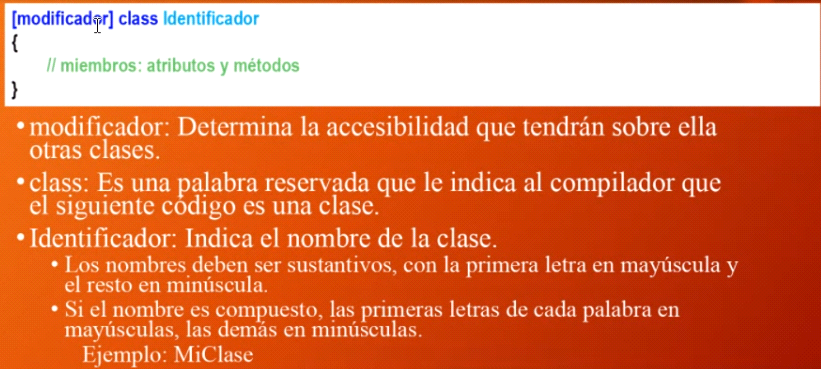 [modificador] class Identificador
{
// miembros: atributos y métodos
}
• modificador: Determina la accesibilidad que tendrán sobre ella
otras clases.
• class: Es una palabra reservada que le indica al compilador que
el siguiente código es una clase.
• Identificador: Indica el nombre de la clase.
• Los nombres deben ser sustantivos, con la primera letra en mayúscula y
el resto en minúscula.
• Si el nombre es compuesto, las primeras letras de cada palabra en
mayúsculas, las demás en minúsculas.
Ejemplo: MiClase